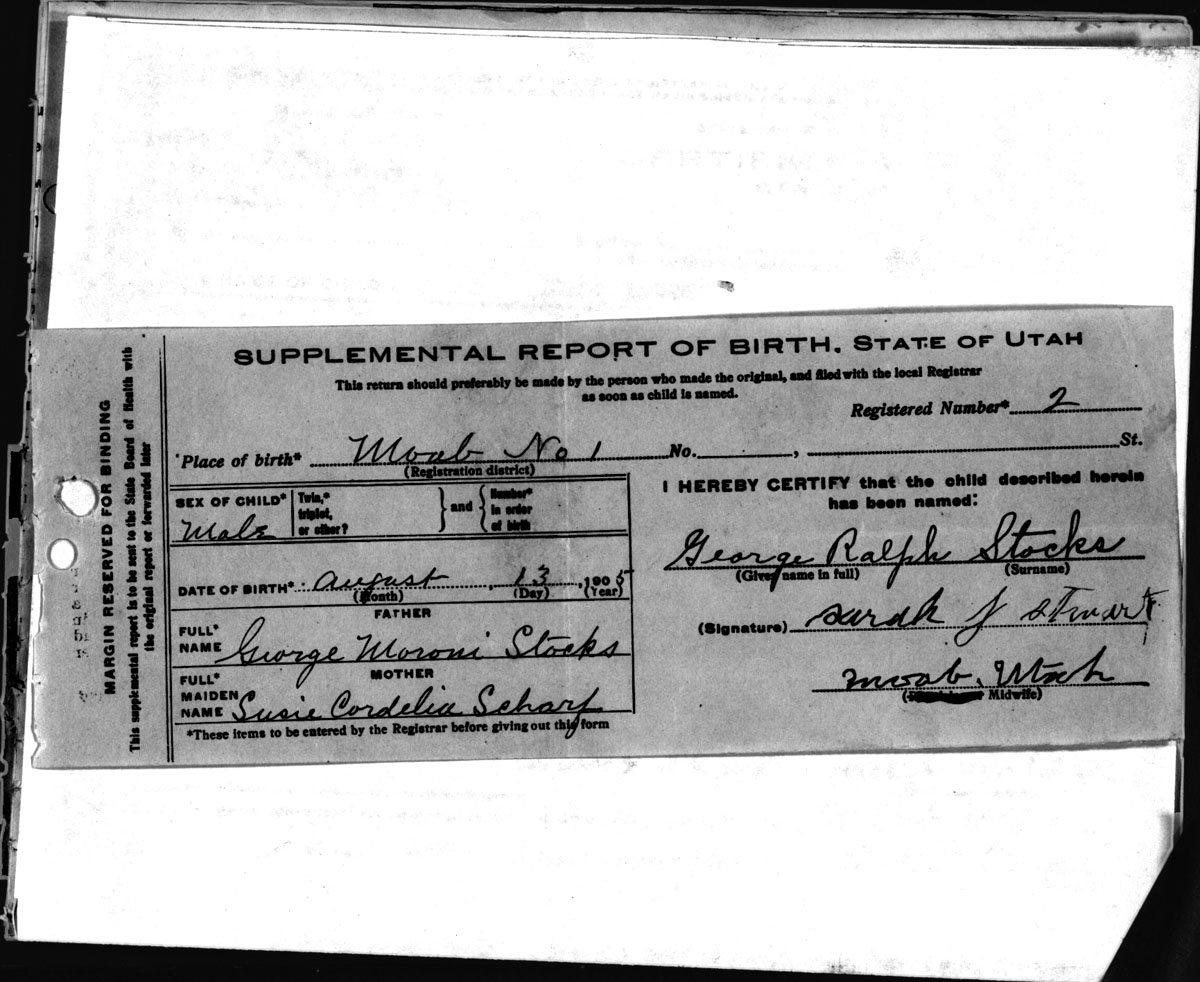 SUPPLEMENTAL REPORT OF BIRTH. STATE OF UTAH
This return should preferably be made by the person who made the original, and filed with the local Registrar
as soon as child is named.
Registered Number* 2
Place of birth* Moab No 1 No. , St.
(Registration district)
SEX OF CHILD* Male
Twin,* triplet, or other?
and
Number* in order of birth
DATE OF BIRTH* August 13, 1905
(Month) (Day) (Year)
FATHER
FULL* NAME George Moroni Stocks
MOTHER
FULL* MAIDEN NAME Susie Cordelia Scharf
*These items to be entered by the Registrar before giving out this form
I HEREBY CERTIFY that the child described herein
has been named:
George Ralph Stocks
(Given name in full) (Surname)
(Signature) Sarah J Stewart
Moab, Utah
Midwife)
MARGIN RESERVED FOR BINDING
This supplemental report is to be sent to the State Board of Health with
the original report or forwarded later